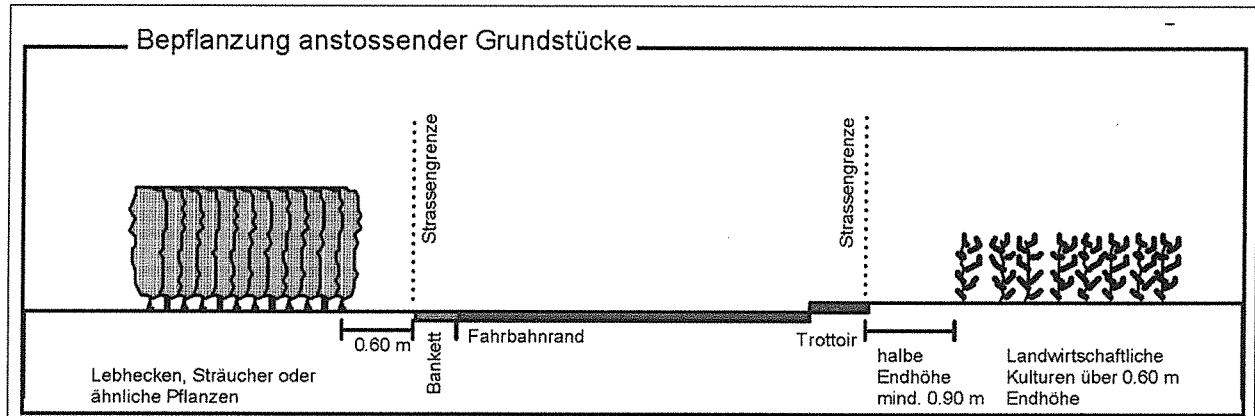 Bepflanzung anstossender Grundstücke
Strassengrenze
Strassengrenze
0.60 m
Bankett
Fahrbahnrand
Trottoir
Lebhecken, Sträucher oder
ähnliche Pflanzen
halbe
Endhöhe
mind. 0.90 m
Landwirtschaftliche
Kulturen über 0.60 m
Endhöhe